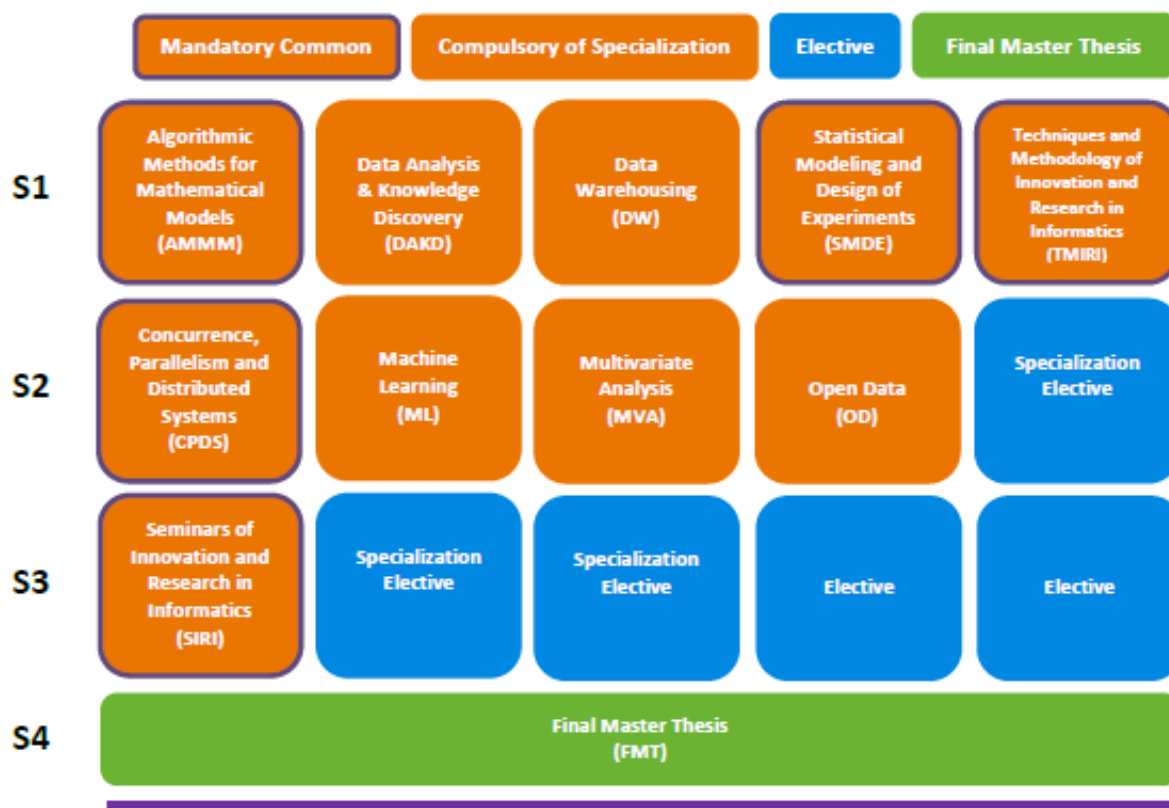 Mandatory Common
Compulsory of Specialization
Elective
Final Master Thesis
S1
Algorithmic
Methods for
Mathematical
Models
(AMMM)
Data Analysis
& Knowledge
Discovery
(DAKD)
Data
Warehousing
(DW)
Statistical
Modeling and
Design of
Experiments
(SMDE)
Techniques and
Methodology of
Innovation and
Research in
Informatics
(TMIRI)
S2
Concurrence,
Parallelism and
Distributed
Systems
(CPDS)
Machine
Learning
(ML)
Multivariate
Analysis
(MVA)
Open Data
(OD)
Specialization
Elective
S3
Seminars of
Innovation and
Research in
Informatics
(SIRI)
Specialization
Elective
Specialization
Elective
Elective
Elective
S4
Final Master Thesis
(FMT)